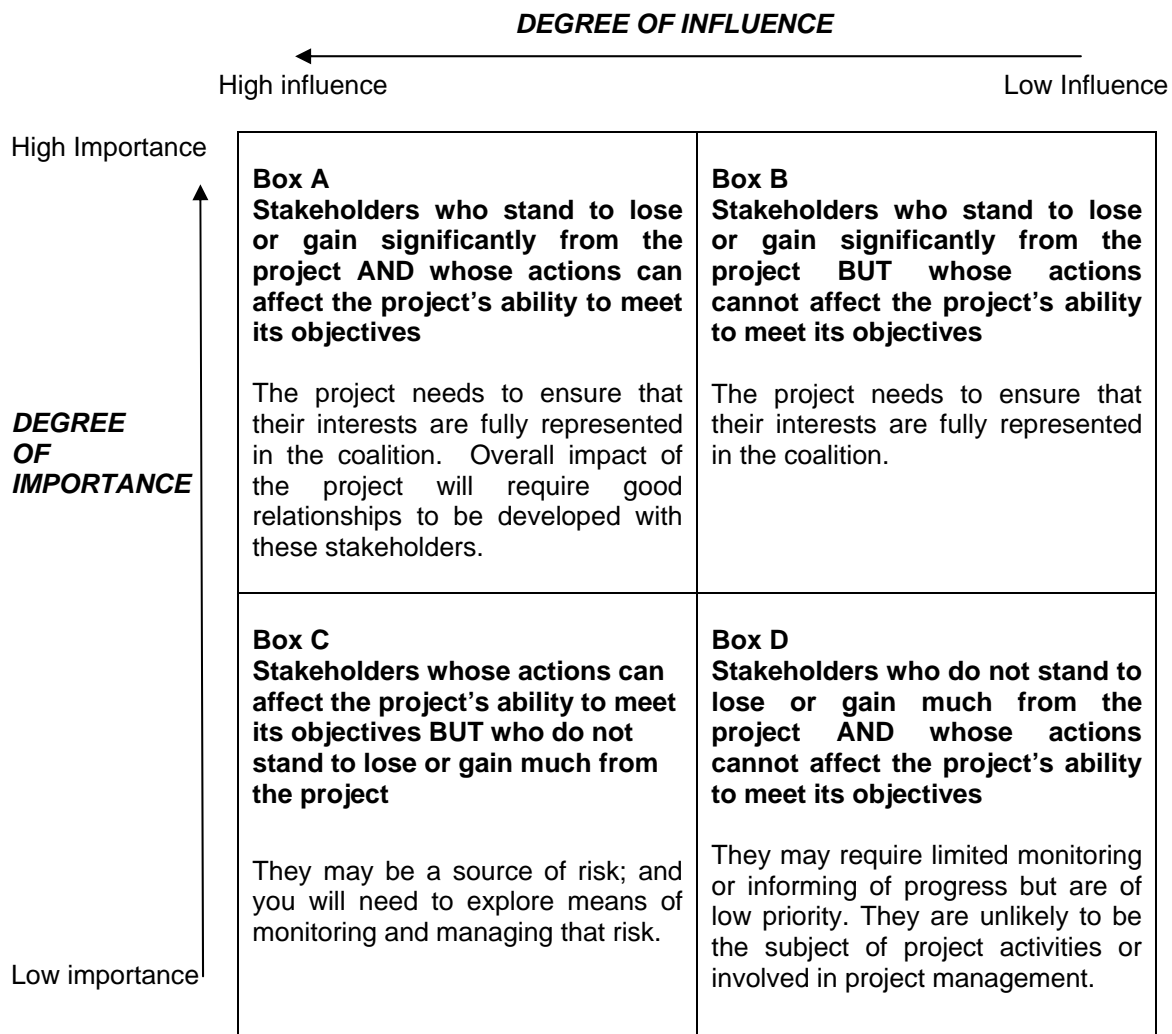 DEGREE OF INFLUENCE
High influence
Low Influence
High Importance
DEGREE
OF
IMPORTANCE
Low importance
Box A
Stakeholders who stand to lose
or gain significantly from the
project AND whose actions can
affect the project's ability to meet
its objectives
The project needs to ensure that
their interests are fully represented
in the coalition. Overall impact of
the project will require good
relationships to be developed with
these stakeholders.
Box B
Stakeholders who stand to lose
or gain significantly from the
project BUT whose actions
cannot affect the project's ability
to meet its objectives
The project needs to ensure that
their interests are fully represented
in the coalition.
Box C
Stakeholders whose actions can
affect the project's ability to meet
its objectives BUT who do not
stand to lose or gain much from
the project
They may be a source of risk; and
you will need to explore means of
monitoring and managing that risk.
Box D
Stakeholders who do not stand to
lose or gain much from the
project AND whose actions
cannot affect the project's ability
to meet its objectives
They may require limited monitoring
or informing of progress but are of
low priority. They are unlikely to be
the subject of project activities or
involved in project management.